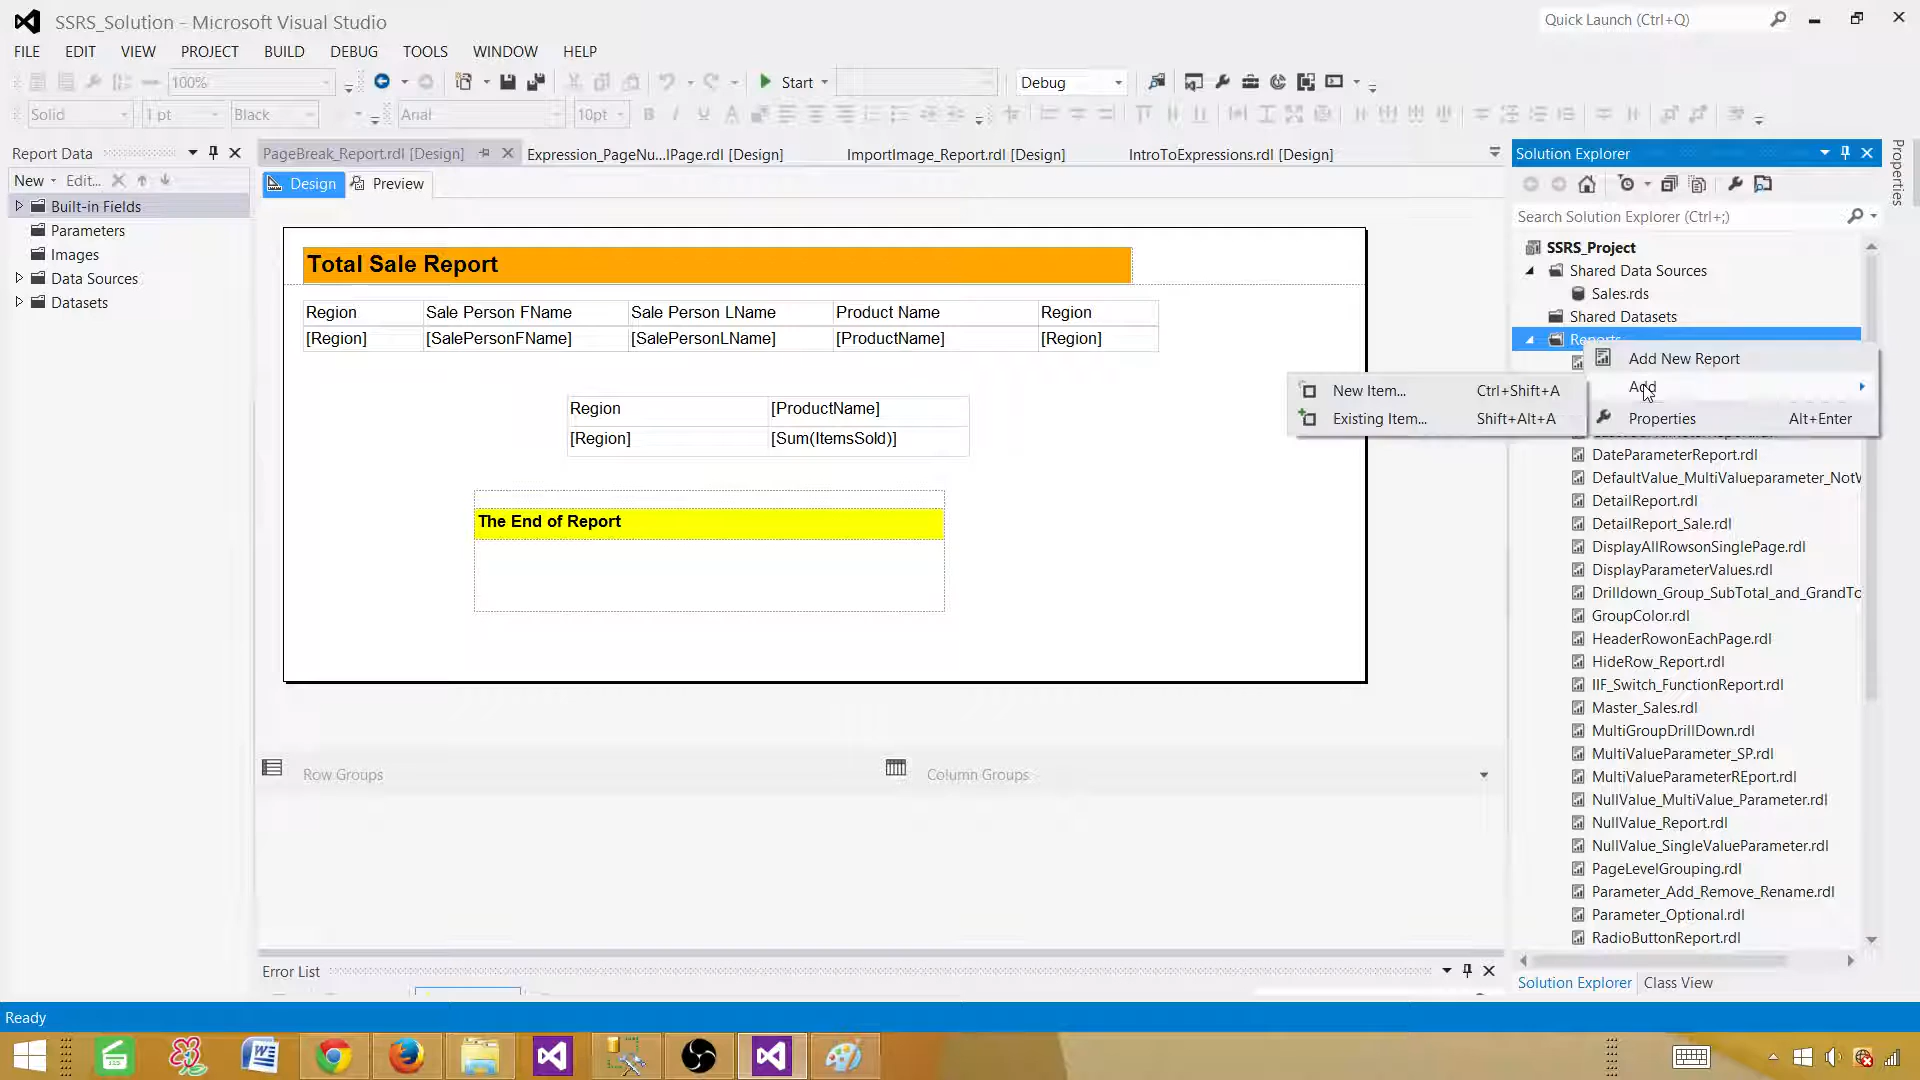 SSRS_Solution - Microsoft Visual Studio
Quick Launch (Ctrl+Q)
FILE EDIT VIEW PROJECT BUILD DEBUG TOOLS WINDOW HELP
100% Start Debug
Solid 1 pt Black Arial 10pt
Report Data
PageBreak_Report.rdl [Design] Expression_PageNu...lPage.rdl [Design] ImportImage_Report.rdl [Design] IntroToExpressions.rdl [Design]
Solution Explorer
Properties
New Edit...
Design Preview
Built-in Fields
Parameters
Images
Data Sources
Datasets
Search Solution Explorer (Ctrl+;)
Total Sale Report
Region Sale Person FName Sale Person LName Product Name Region
[Region] [SalePersonFName] [SalePersonLName] [ProductName] [Region]
Region [ProductName]
[Region] [Sum(ItemsSold)]
The End of Report
Row Groups Column Groups
SSRS_Project
Shared Data Sources
Sales.rds
Shared Datasets
Reports
Add New Report
Add
Properties Alt+Enter
New Item... Ctrl+Shift+A
Existing Item... Shift+Alt+A
DateParameterReport.rdl
DefaultValue_MultiValueparameter_NotW
DetailReport.rdl
DetailReport_Sale.rdl
DisplayAllRowsonSinglePage.rdl
DisplayParameterValues.rdl
Drilldown_Group_SubTotal_and_GrandTo
GroupColor.rdl
HeaderRowonEachPage.rdl
HideRow_Report.rdl
IIF_Switch_FunctionReport.rdl
Master_Sales.rdl
MultiGroupDrillDown.rdl
MultiValueParameter_SP.rdl
MultiValueParameterREport.rdl
NullValue_MultiValue_Parameter.rdl
NullValue_Report.rdl
NullValue_SingleValueParameter.rdl
PageLevelGrouping.rdl
Parameter_Add_Remove_Rename.rdl
Parameter_Optional.rdl
RadioButtonReport.rdl
Error List
Solution Explorer Class View
Ready